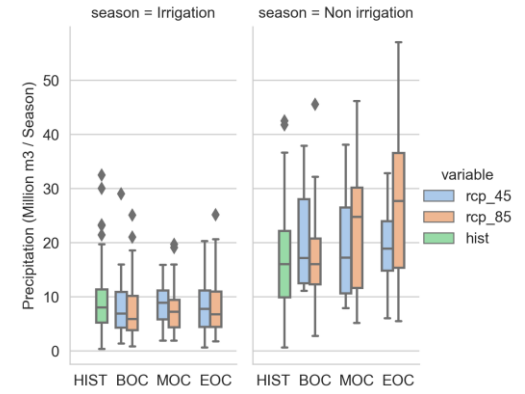 season = Irrigation
season = Non irrigation
Precipitation (Million m3 / Season)
50
40
30
20
10
0
HIST BOC MOC EOC
HIST BOC MOC EOC
variable
rcp_45
rcp_85
hist